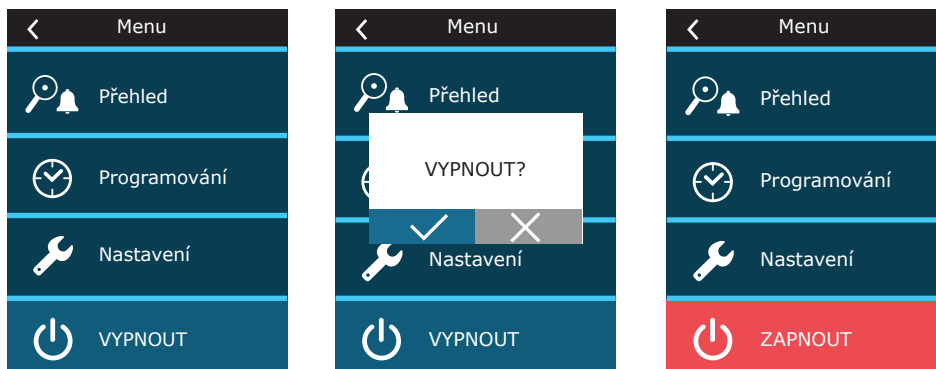 Menu
Přehled
Programování
Nastavení
VYPNOUT
Menu
Přehled
VYPNOUT?
Nastavení
VYPNOUT
Menu
Přehled
Programování
Nastavení
ZAPNOUT